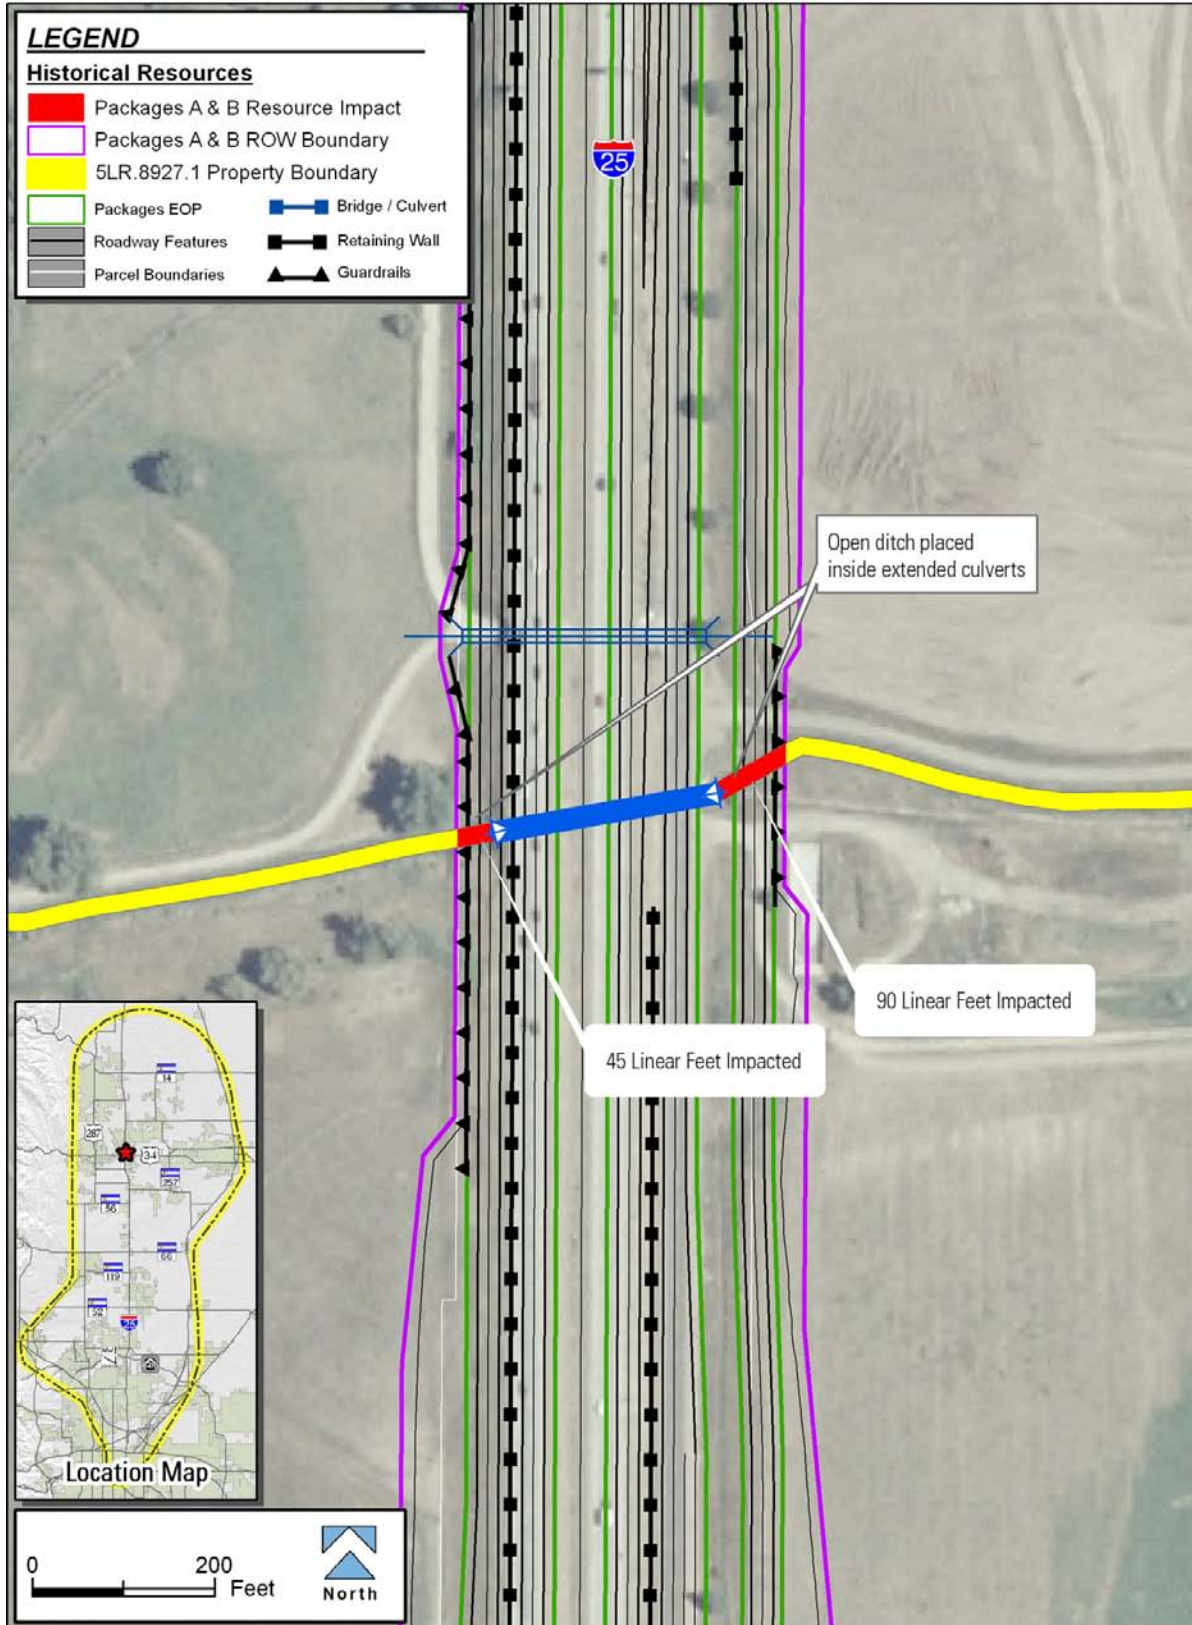 LEGEND
Historical Resources
Packages A & B Resource Impact
Packages A & B ROW Boundary
5LR.8927.1 Property Boundary
Packages EOP
Bridge / Culvert
Roadway Features
Retaining Wall
Parcel Boundaries
Guardrails
25
Open ditch placed
inside extended culverts
90 Linear Feet Impacted
45 Linear Feet Impacted
14
287
34
257
56
66
119
52
25
Location Map
0 200
Feet
North